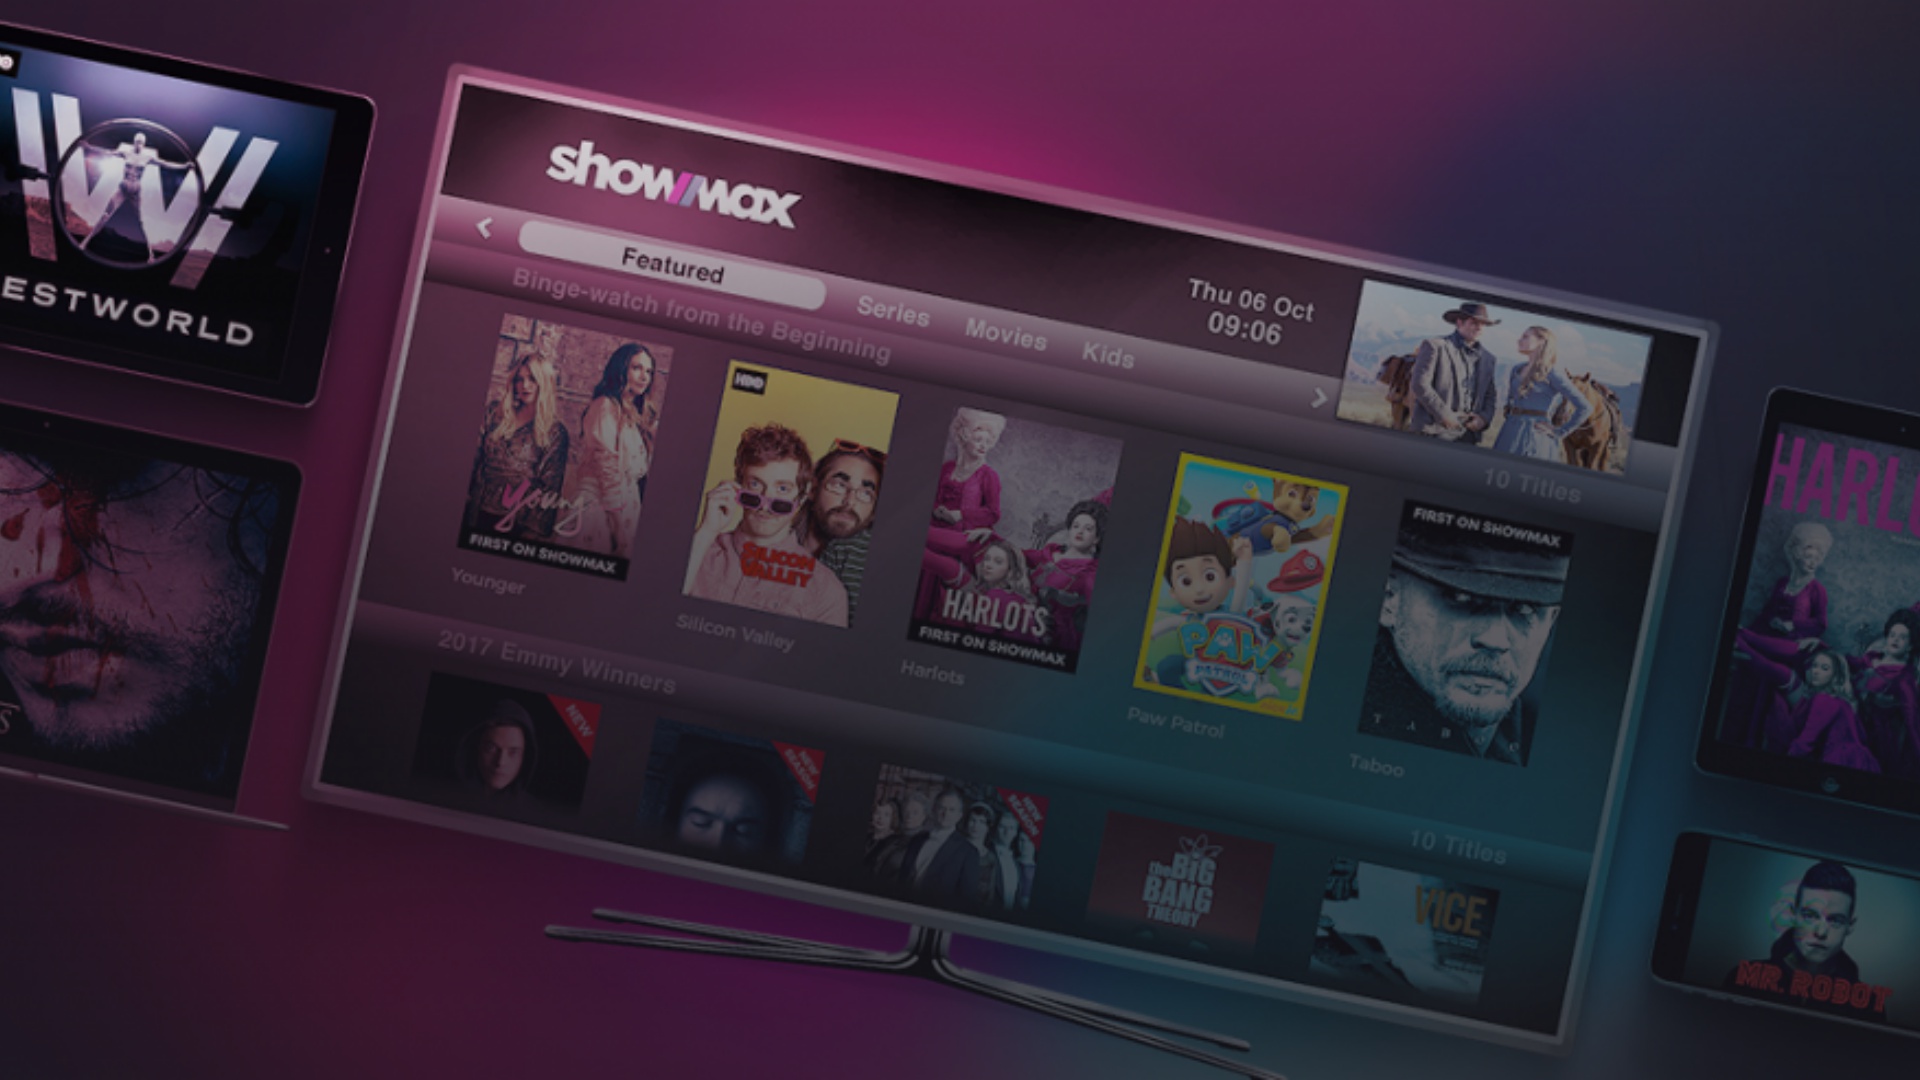 ESTWORLD
showmax
Featured
Series
Movies
Kids
Thu 06 Oct
09:06
Binge-watch from the Beginning
10 Titles
young
FIRST ON SHOWMAX
Younger
HBO
SILICON
VALLEY
Silicon Valley
HARLOTS
FIRST ON SHOWMAX
Harlots
PAW
PATROL
Paw Patrol
FIRST ON SHOWMAX
TABOO
Taboo
2017 Emmy Winners
10 Titles
NEW
NEW
SEASON
NEW
SEASON
the BiG
BANG
THEORY
VICE
HARL
MR. ROBOT